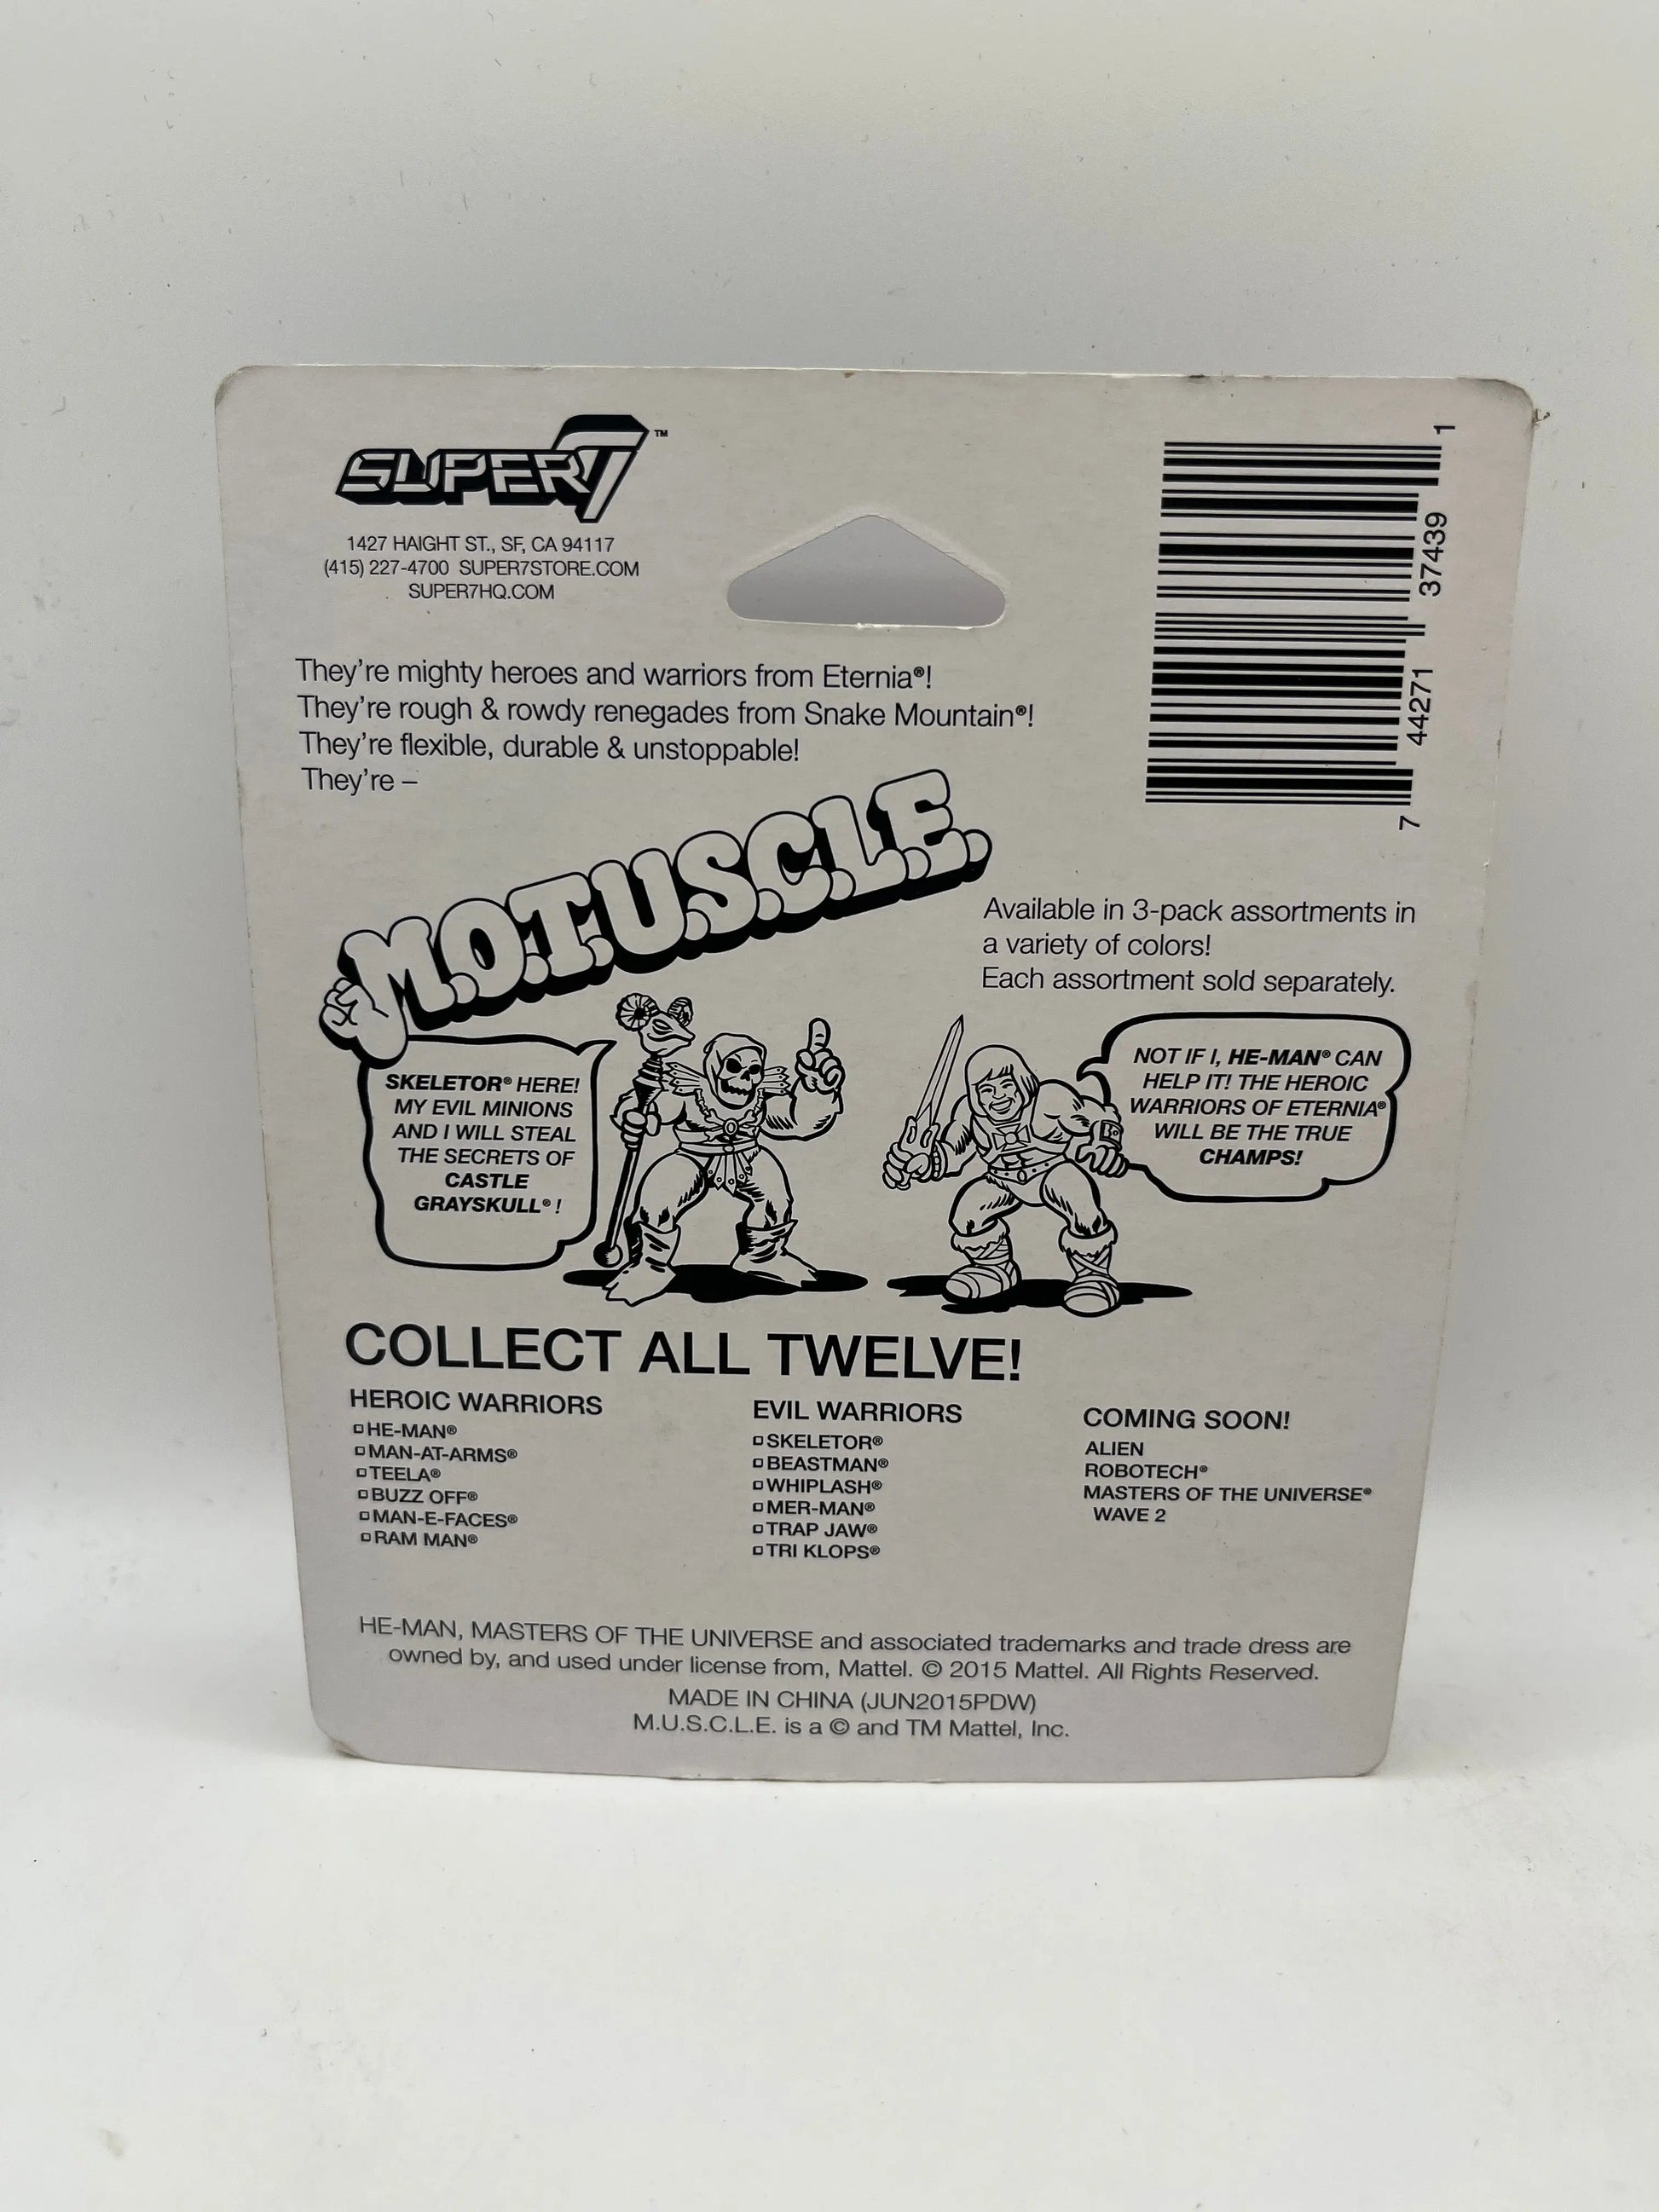 SUPER7™
1427 HAIGHT ST., SF, CA 94117
(415) 227-4700 SUPER7STORE.COM
SUPER7HQ.COM
7 44271 37439 1
They're mighty heroes and warriors from Eternia®!
They're rough & rowdy renegades from Snake Mountain®!
They're flexible, durable & unstoppable!
They're –
M.O.T.U.S.C.L.E.
Available in 3-pack assortments in
a variety of colors!
Each assortment sold separately.
SKELETOR® HERE!
MY EVIL MINIONS
AND I WILL STEAL
THE SECRETS OF
CASTLE
GRAYSKULL® !
NOT IF I, HE-MAN® CAN
HELP IT! THE HEROIC
WARRIORS OF ETERNIA®
WILL BE THE TRUE
CHAMPS!
COLLECT ALL TWELVE!
HEROIC WARRIORS
HE-MAN®
MAN-AT-ARMS®
TEELA®
BUZZ OFF®
MAN-E-FACES®
RAM MAN®
EVIL WARRIORS
SKELETOR®
BEASTMAN®
WHIPLASH®
MER-MAN®
TRAP JAW®
TRI KLOPS®
COMING SOON!
ALIEN
ROBOTECH®
MASTERS OF THE UNIVERSE®
WAVE 2
HE-MAN, MASTERS OF THE UNIVERSE and associated trademarks and trade dress are
owned by, and used under license from, Mattel. © 2015 Mattel. All Rights Reserved.
MADE IN CHINA (JUN2015PDW)
M.U.S.C.L.E. is a © and TM Mattel, Inc.